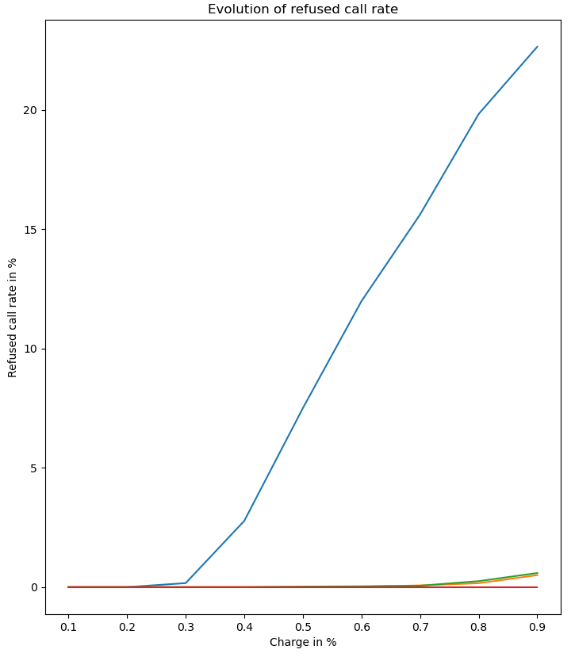 Evolution of refused call rate
Refused call rate in %
20
15
10
5
0
0.1 0.2 0.3 0.4 0.5 0.6 0.7 0.8 0.9
Charge in %